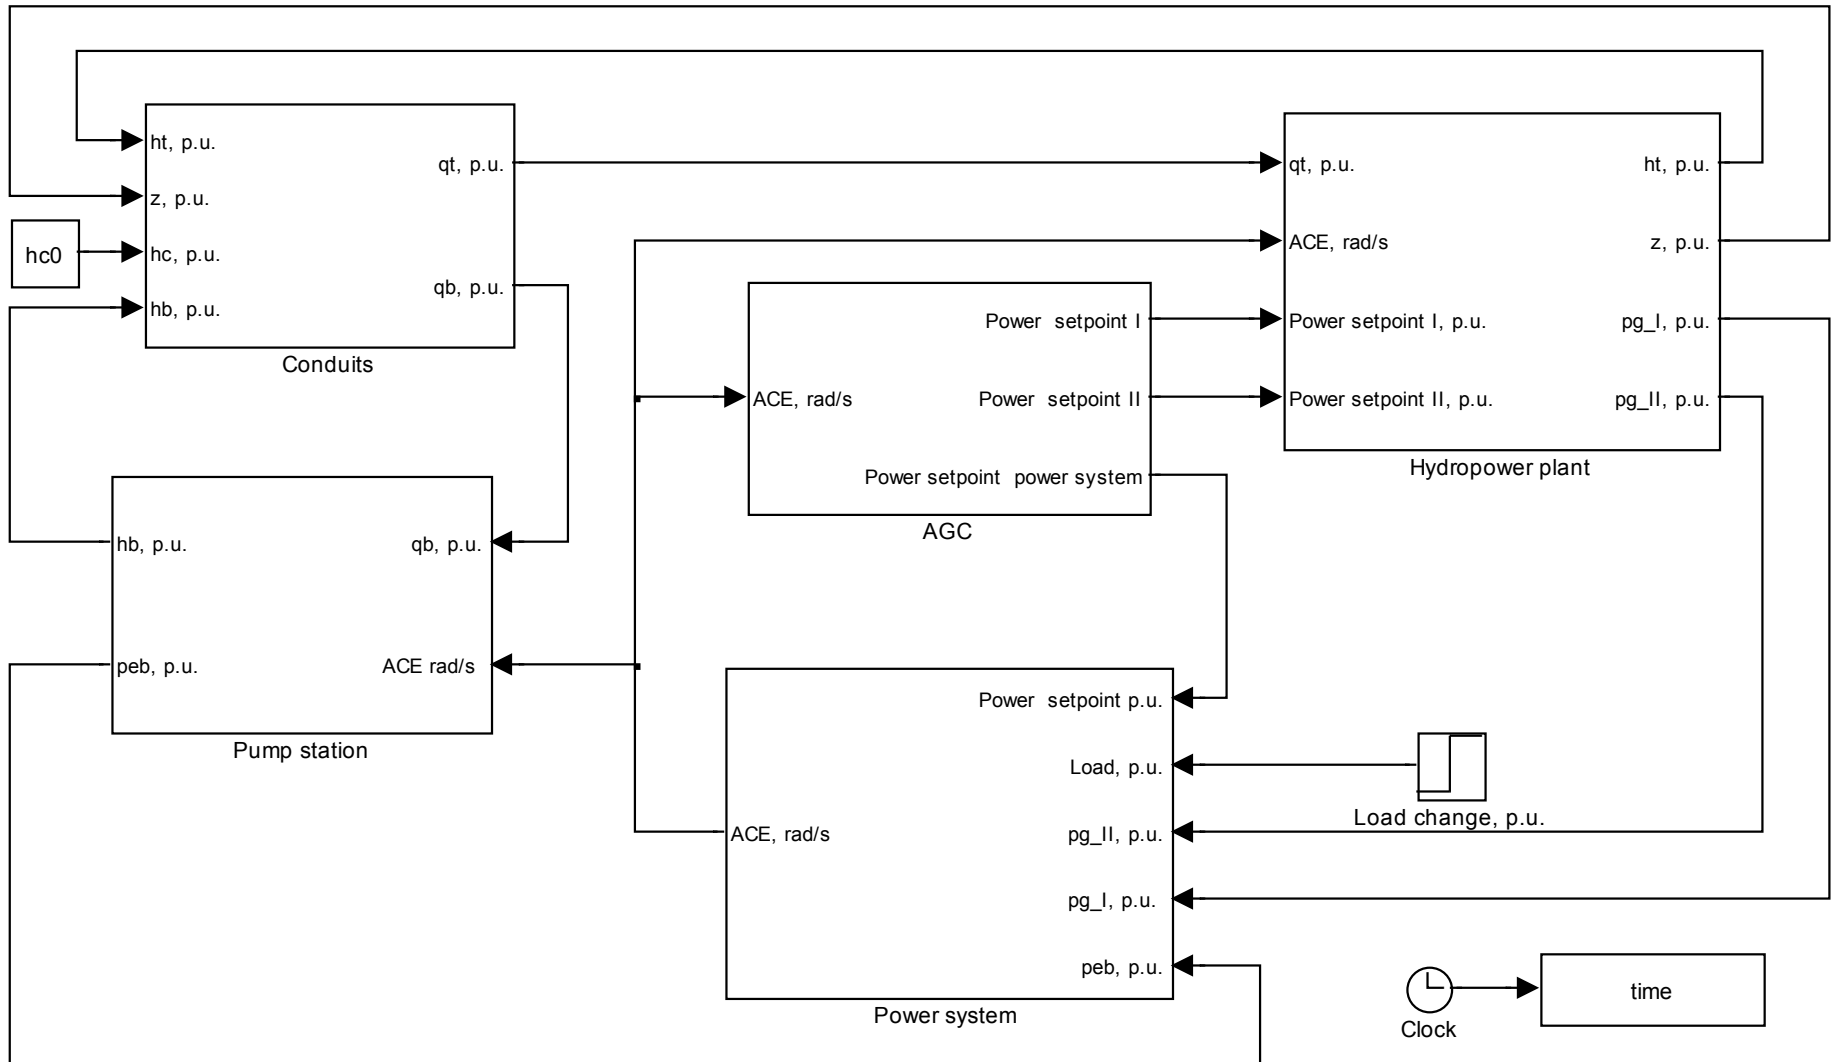 ht, p.u.
z, p.u.
hc0
hc, p.u.
hb, p.u.
qt, p.u.
qb, p.u.
Conduits
qt, p.u.
ACE, rad/s
Power setpoint I, p.u.
Power setpoint II, p.u.
ht, p.u.
z, p.u.
pg_I, p.u.
pg_II, p.u.
Hydropower plant
ACE, rad/s
Power setpoint I
Power setpoint II
Power setpoint power system
AGC
hb, p.u.
peb, p.u.
qb, p.u.
ACE rad/s
Pump station
ACE, rad/s
Power setpoint p.u.
Load, p.u.
pg_II, p.u.
pg_I, p.u.
peb, p.u.
Power system
Load change, p.u.
Clock
time